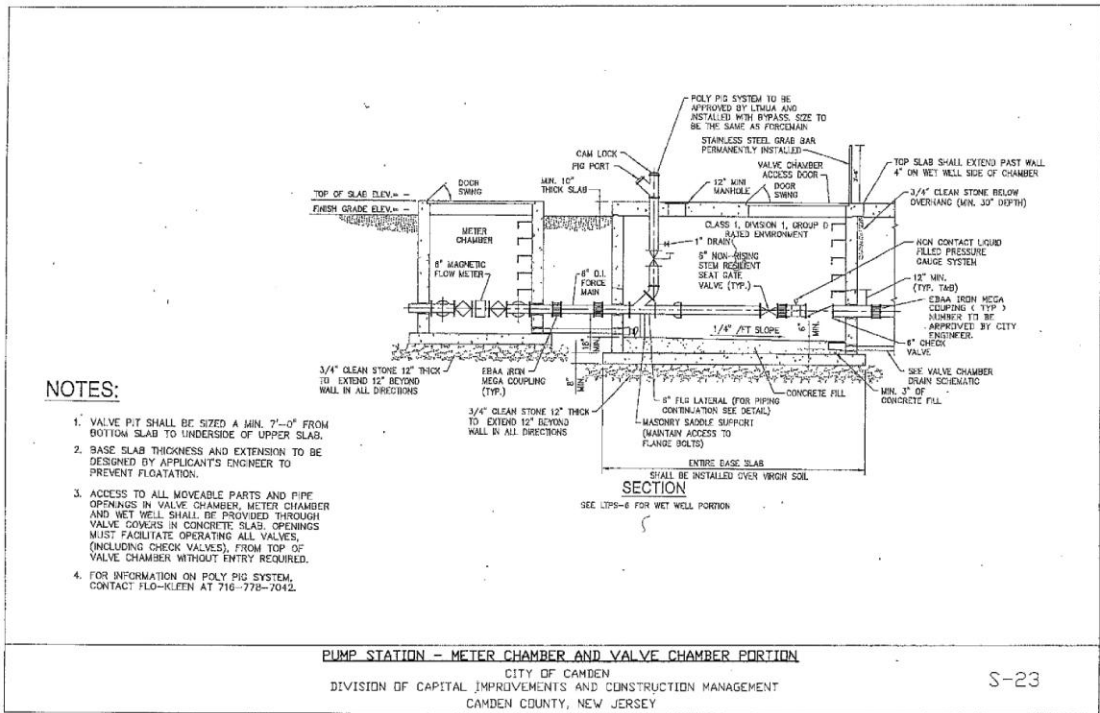 POLY PIG SYSTEM TO BE
APPROVED BY LTMUA AND
INSTALLED WITH BYPASS. SIZE TO
BE THE SAME AS FORCEMAIN
STAINLESS STEEL GRAB BAR
PERMANENTLY INSTALLED
CAM LOCK
PIG PORT
VALVE CHAMBER
ACCESS DOOR
TOP SLAB SHALL EXTEND PAST WALL
4" ON WET WELL SIDE OF CHAMBER
DOOR
SWING
MIN. 10"
THICK SLAB
12" MINI
MANHOLE
DOOR
SWING
3/4" CLEAN STONE BELOW
OVERHANG (MIN. 30" DEPTH)
TOP OF SLAB ELEV.=
FINISH GRADE ELEV.=
CLASS 1, DIVISION 1, GROUP D
RATED ENVIRONMENT
METER
CHAMBER
1" DRAIN
NON CONTACT LIQUID
FILLED PRESSURE
GAUGE SYSTEM
6" MAGNETIC
FLOW METER
6" D.I.
FORCE
MAIN
6" NON-RISING
STEM RESILIENT
SEAT GATE
VALVE (TYP.)
12" MIN.
(TYP. T&B)
EBAA IRON MEGA
COUPING ( TYP )
NUMBER TO BE
ARPROVED BY CITY
ENGINEER.
1/4" /FT SLOPE
6"
MIN.
18"
MIN.
6" CHECK
VALVE
8"
MIN.
3/4" CLEAN STONE 12" THICK
TO EXTEND 12" BEYOND
WALL IN ALL DIRECTIONS
EBAA IRON
MEGA COUPLING
(TYP.)
SEE VALVE CHAMBER
DRAIN SCHEMATIC
CONCRETE FILL
MIN. 3" OF
CONCRETE FILL
3/4" CLEAN STONE 12" THICK
TO EXTEND 12" BEYOND
WALL IN ALL DIRECTIONS
6" FLG LATERAL (FOR PIPING
CONTINUATION SEE DETAIL)
MASONRY SADDLE SUPPORT
(MAINTAIN ACCESS TO
FLANGE BOLTS)
ENTIRE BASE SLAB
SHALL BE INSTALLED OVER VIRGIN SOIL
SECTION
SEE LTPS-6 FOR WET WELL PORTION
5
NOTES:
1. VALVE PIT SHALL BE SIZED A MIN. 7'-0" FROM
BOTTOM SLAB TO UNDERSIDE OF UPPER SLAB.
2. BASE SLAB THICKNESS AND EXTENSION TO BE
DESIGNED BY APPLICANT'S ENGINEER TO
PREVENT FLOATATION.
3. ACCESS TO ALL MOVEABLE PARTS AND PIPE
OPENINGS IN VALVE CHAMBER, METER CHAMBER
AND WET WELL SHALL BE PROVIDED THROUGH
VALVE COVERS IN CONCRETE SLAB. OPENINGS
MUST FACILITATE OPERATING ALL VALVES,
(INCLUDING CHECK VALVES), FROM TOP OF
VALVE CHAMBER WITHOUT ENTRY REQUIRED.
4. FOR INFORMATION ON POLY PIG SYSTEM,
CONTACT FLO-KLEEN AT 716-778-7042.
PUMP STATION - METER CHAMBER AND VALVE CHAMBER PORTION
CITY OF CAMDEN
DIVISION OF CAPITAL IMPROVEMENTS AND CONSTRUCTION MANAGEMENT
CAMDEN COUNTY, NEW JERSEY
S-23